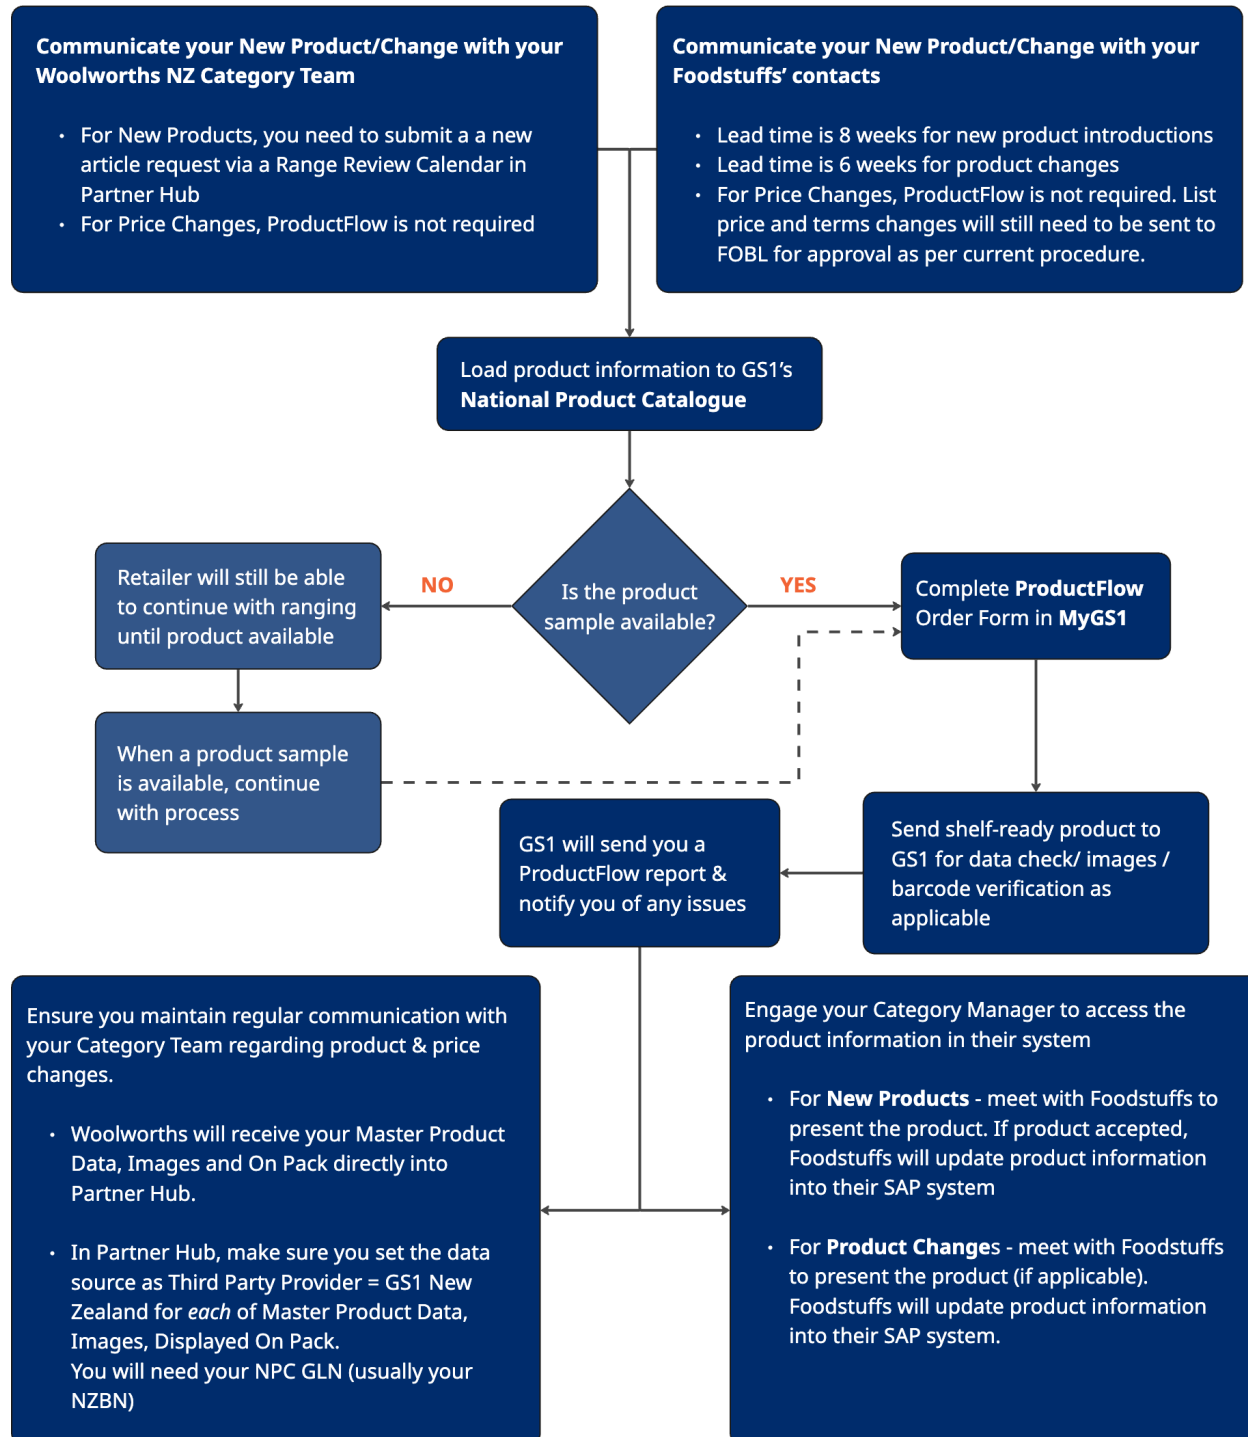 Communicate your New Product/Change with your
Woolworths NZ Category Team
• For New Products, you need to submit a a new
article request via a Range Review Calendar in
Partner Hub
• For Price Changes, ProductFlow is not required
Communicate your New Product/Change with your
Foodstuffs’ contacts
• Lead time is 8 weeks for new product introductions
• Lead time is 6 weeks for product changes
• For Price Changes, ProductFlow is not required. List
price and terms changes will still need to be sent to
FOBL for approval as per current procedure.
Load product information to GS1’s
National Product Catalogue
Is the product
sample available?
NO
YES
Retailer will still be able
to continue with ranging
until product available
When a product sample
is available, continue
with process
Complete ProductFlow
Order Form in MyGS1
Send shelf-ready product to
GS1 for data check/ images /
barcode verification as
applicable
GS1 will send you a
ProductFlow report &
notify you of any issues
Ensure you maintain regular communication with
your Category Team regarding product & price
changes.
• Woolworths will receive your Master Product
Data, Images and On Pack directly into
Partner Hub.
• In Partner Hub, make sure you set the data
source as Third Party Provider = GS1 New
Zealand for each of Master Product Data,
Images, Displayed On Pack.
You will need your NPC GLN (usually your
NZBN)
Engage your Category Manager to access the
product information in their system
• For New Products - meet with Foodstuffs to
present the product. If product accepted,
Foodstuffs will update product information
into their SAP system
• For Product Changes - meet with Foodstuffs
to present the product (if applicable).
Foodstuffs will update product information
into their SAP system.